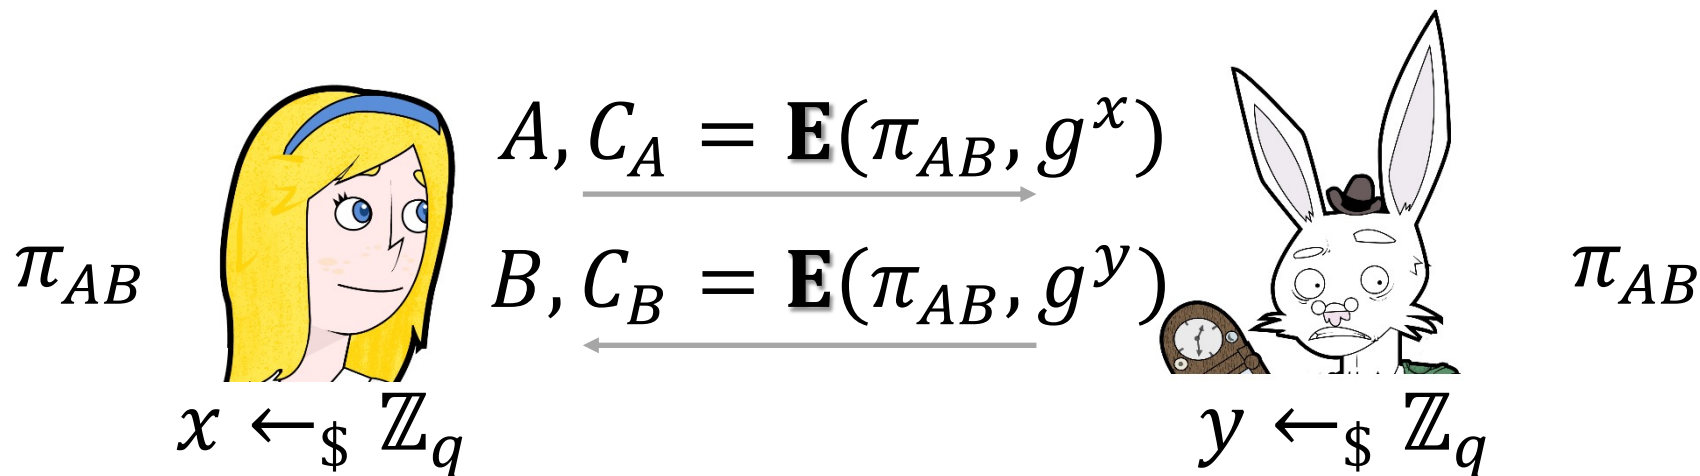 A, C_A = E(π_AB, g^x)
B, C_B = E(π_AB, g^y)
π_AB
π_AB
x ←_$ ℤ_q
y ←_$ ℤ_q